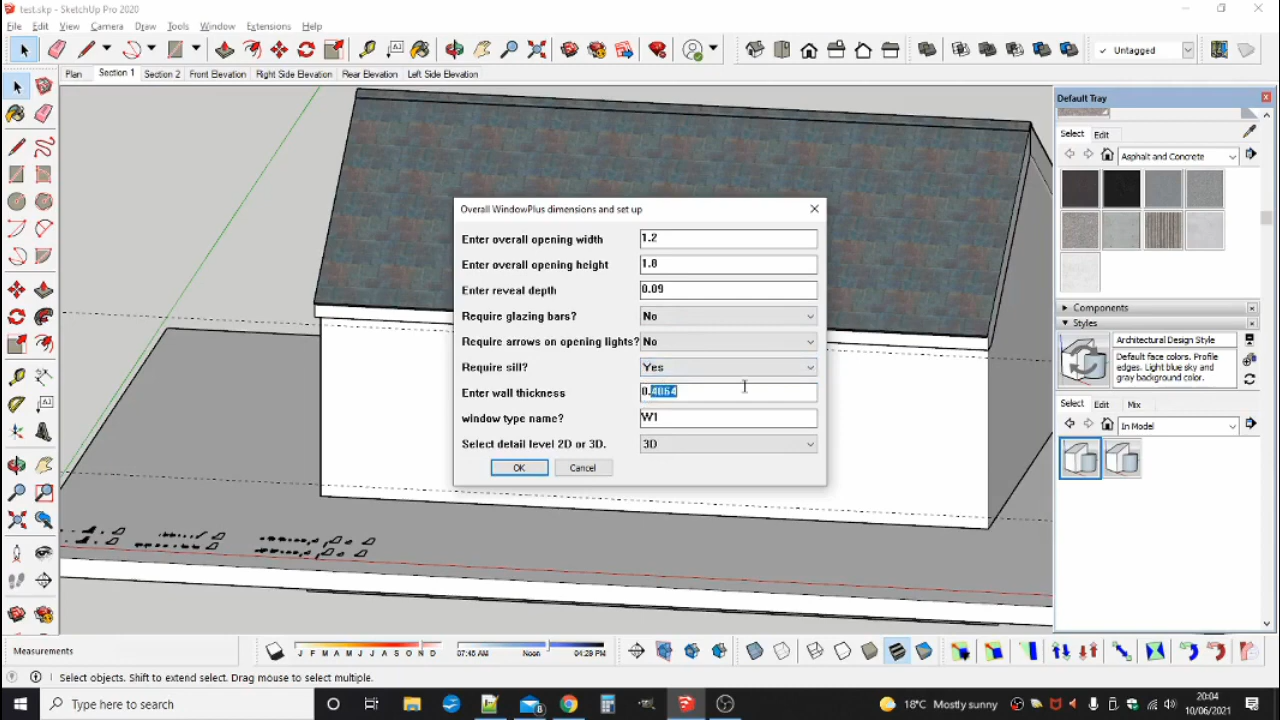 test.skp - SketchUp Pro 2020
File Edit View Camera Draw Tools Window Extensions Help
Untagged
Plan Section 1 Section 2 Front Elevation Right Side Elevation Rear Elevation Left Side Elevation
Default Tray
Select Edit
Asphalt and Concrete
Components
Styles
Architectural Design Style
Default face colors. Profile edges. Light blue sky and gray background color.
Select Edit Mix
In Model
Overall WindowPlus dimensions and set up
Enter overall opening width 1.2
Enter overall opening height 1.0
Enter reveal depth 0.09
Require glazing bars? No
Require arrows on opening lights? No
Require sill? Yes
Enter wall thickness 0.4064
window type name? W1
Select detail level 2D or 3D. 3D
OK Cancel
Measurements
J F M A M J J A S O N D
07:45 AM Noon 04:29 PM
Select objects. Shift to extend select. Drag mouse to select multiple.
Type here to search
8
18°C Mostly sunny
20:04
10/06/2021